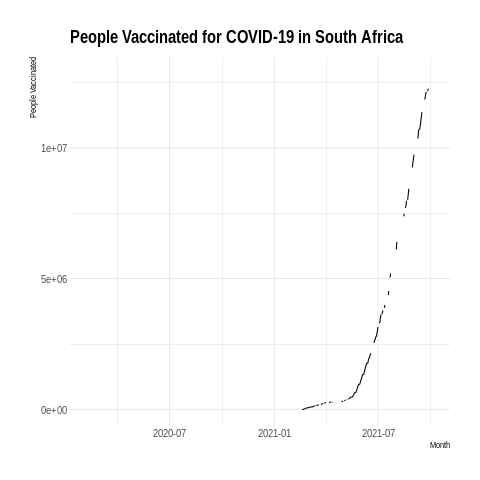 People Vaccinated for COVID-19 in South Africa
People Vaccinated
1e+07
5e+06
0e+00
2020-07
2021-01
2021-07
Month